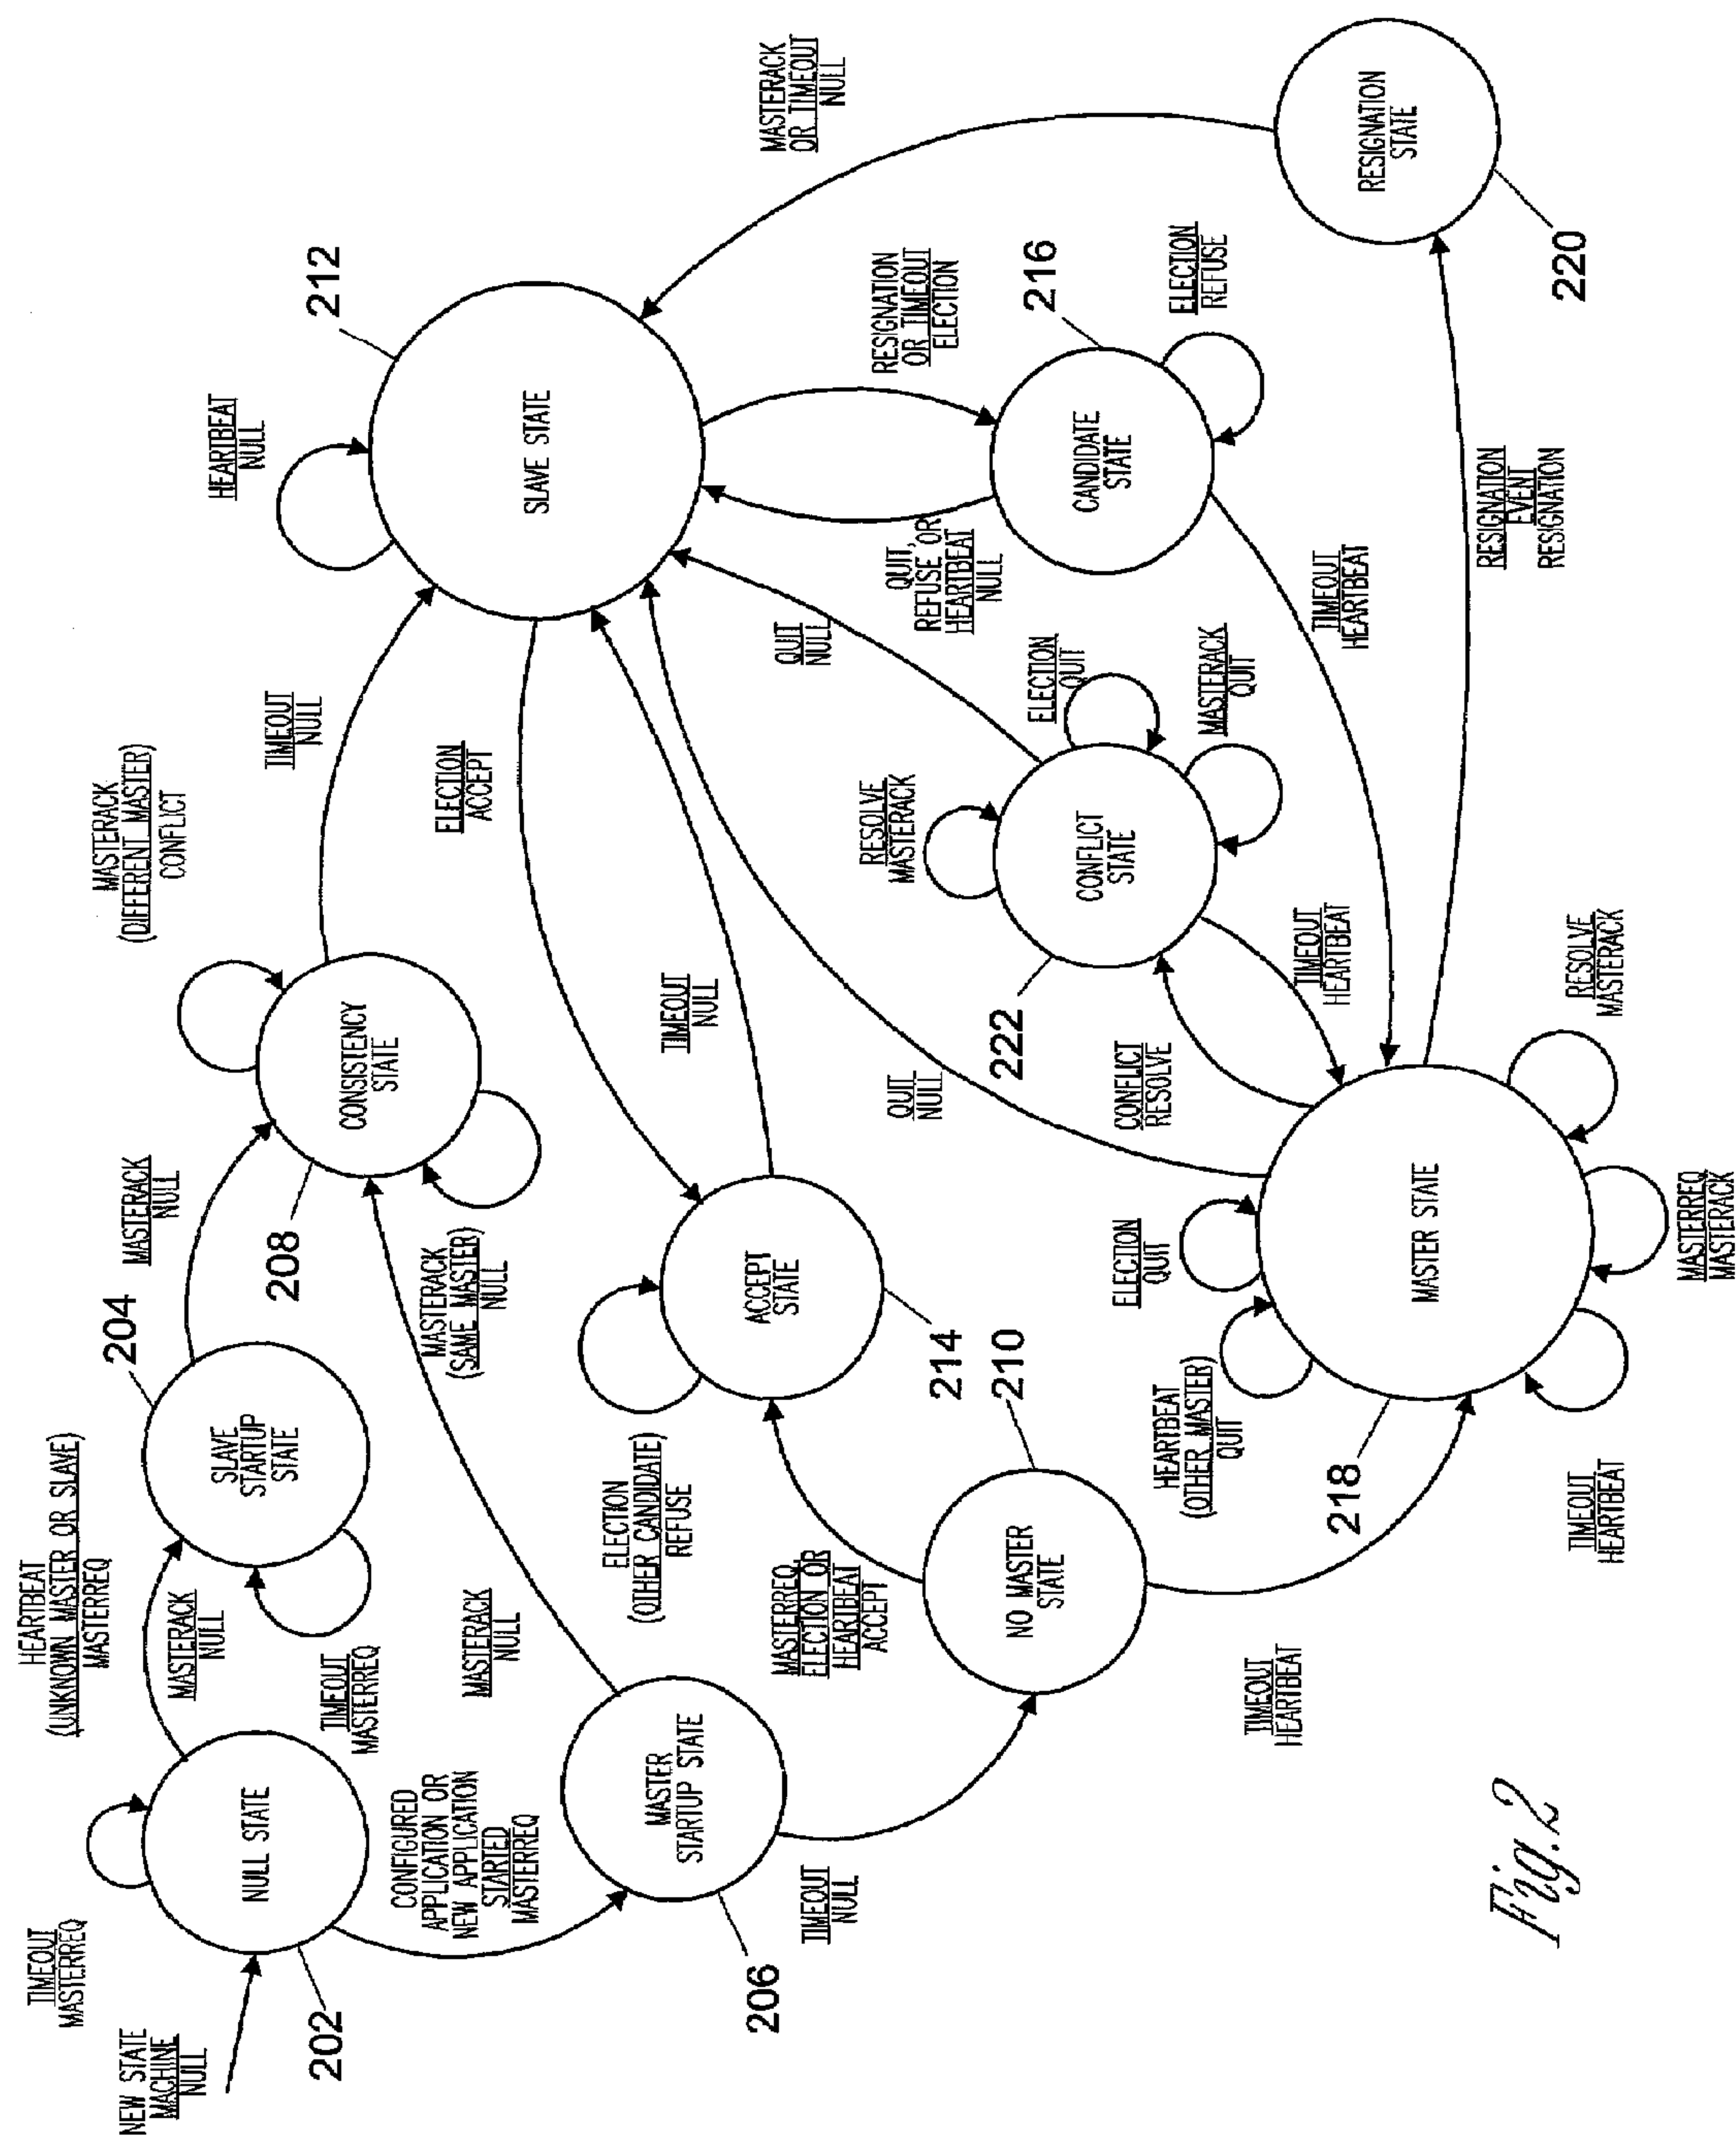 NEW STATE
MACHINE
NULL
TIMEOUT
MASTERREQ
202
NULL STATE
HEARTBEAT
(UNKNOWN MASTER OR SLAVE)
MASTERREQ
MASTERACK
NULL
TIMEOUT
MASTERREQ
204
SLAVE
STARTUP
STATE
MASTERACK
NULL
CONFIGURED
APPLICATION OR
NEW APPLICATION
STARTED
MASTERREQ
206
MASTER
STARTUP STATE
MASTERACK
NULL
TIMEOUT
NULL
208
CONSISTENCY
STATE
MASTERACK
(DIFFERENT MASTER)
CONFLICT
MASTERACK
(SAME MASTER)
NULL
TIMEOUT
NULL
ELECTION
(OTHER CANDIDATE)
REFUSE
MASTERREQ,
ELECTION OR
HEARTBEAT
ACCEPT
NO MASTER
STATE
210
TIMEOUT
HEARTBEAT
214
ACCEPT
STATE
ELECTION
ACCEPT
TIMEOUT
NULL
HEARTBEAT
NULL
212
SLAVE STATE
MASTERACK
OR TIMEOUT
NULL
RESIGNATION
OR TIMEOUT
ELECTION
QUIT,
REFUSE, OR
HEARTBEAT
NULL
216
CANDIDATE
STATE
ELECTION
REFUSE
TIMEOUT
HEARTBEAT
QUIT
NULL
ELECTION
QUIT
MASTERACK
QUIT
RESOLVE
MASTERACK
CONFLICT
STATE
222
TIMEOUT
HEARTBEAT
CONFLICT
RESOLVE
QUIT
NULL
ELECTION
QUIT
HEARTBEAT
(OTHER MASTER)
QUIT
218
MASTER STATE
TIMEOUT
HEARTBEAT
MASTERREQ
MASTERACK
RESOLVE
MASTERACK
RESIGNATION
EVENT
RESIGNATION
220
RESIGNATION
STATE
Fig.2